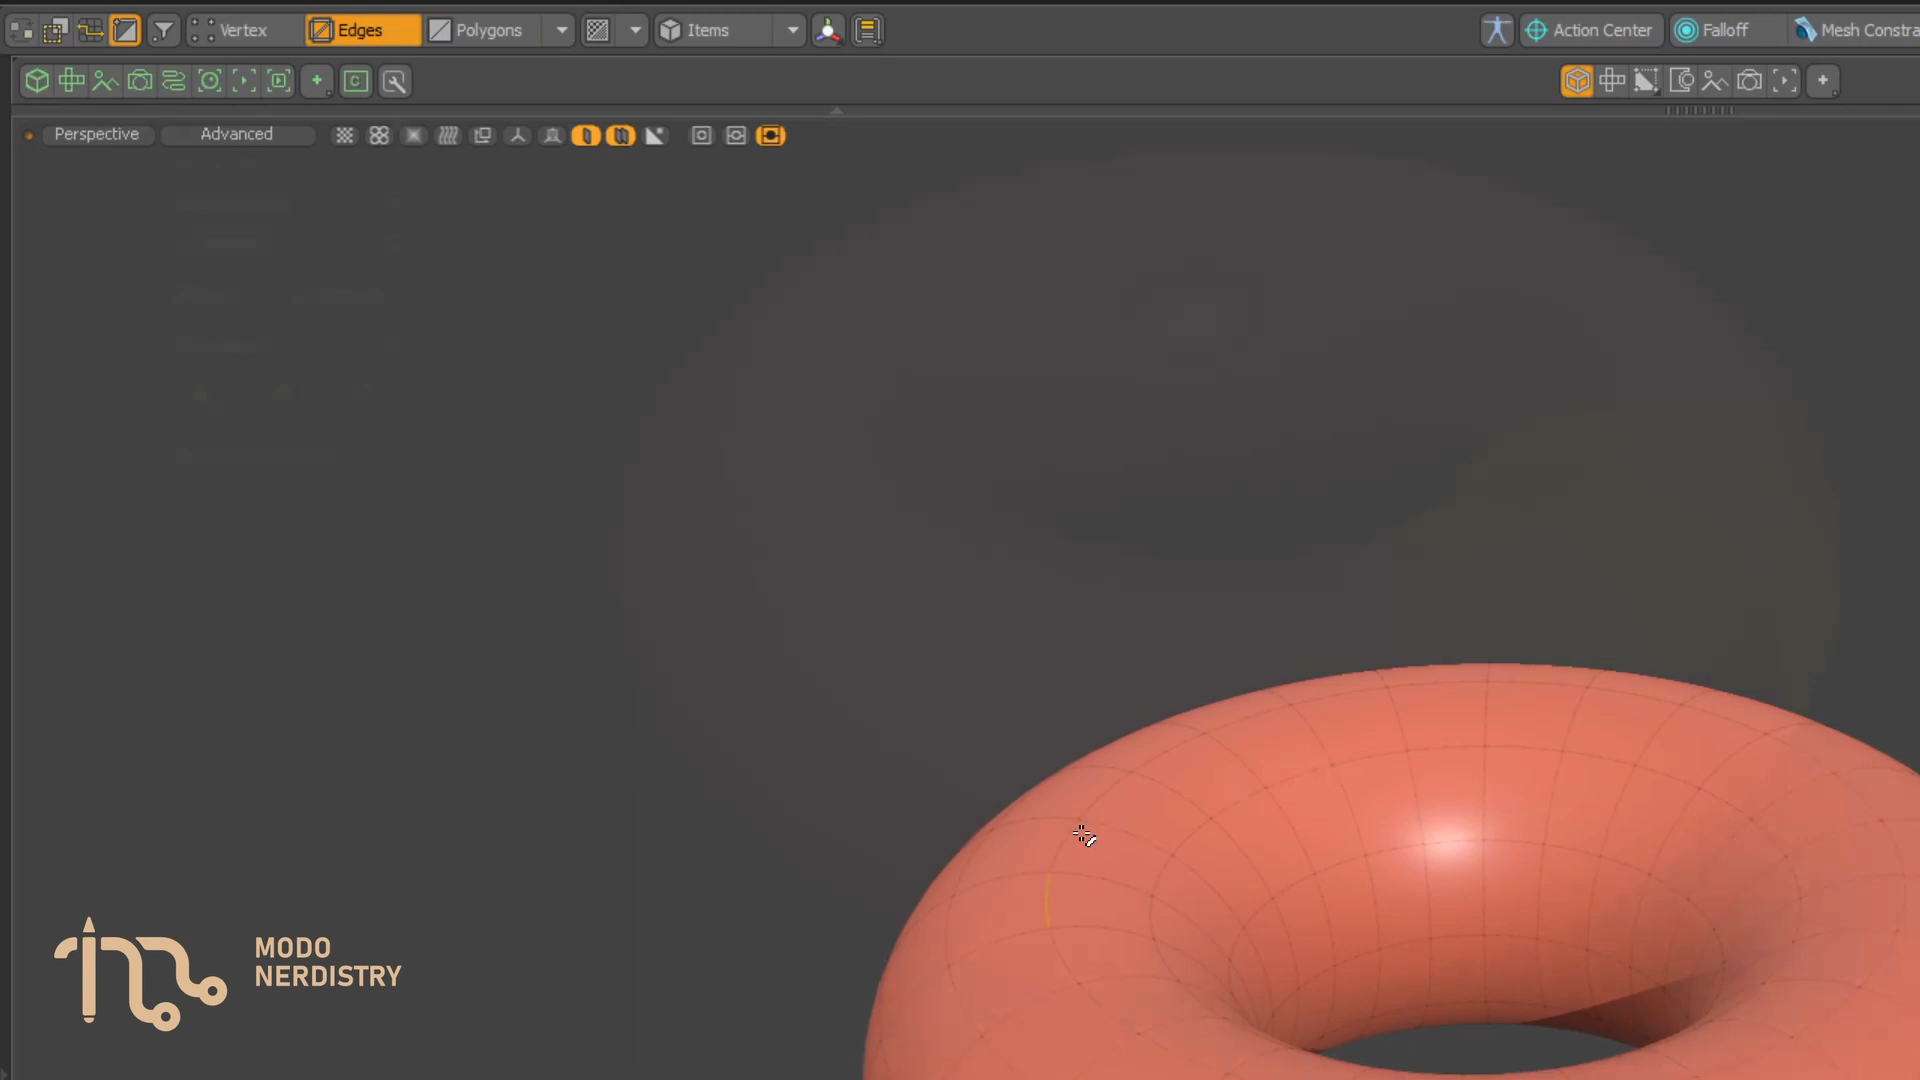 Vertex Edges Polygons Items Action Center Falloff Mesh Constra
C
Perspective Advanced
MODO
NERDISTRY